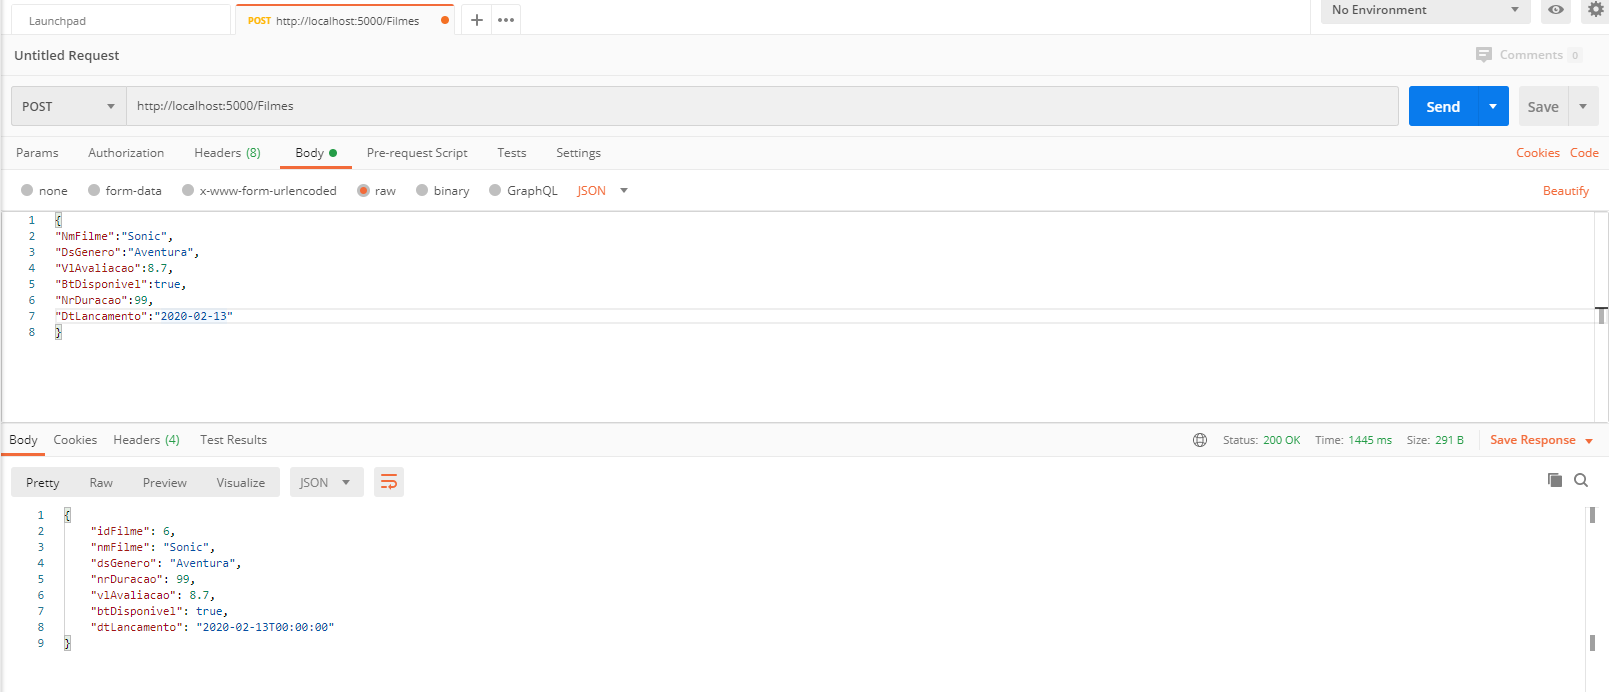 Launchpad
POST http://localhost:5000/Filmes
No Environment
Untitled Request
Comments 0
POST
http://localhost:5000/Filmes
Send
Save
Params
Authorization
Headers (8)
Body
Pre-request Script
Tests
Settings
Cookies
Code
none
form-data
x-www-form-urlencoded
raw
binary
GraphQL
JSON
Beautify
1 {
2 "NmFilme":"Sonic",
3 "DsGenero":"Aventura",
4 "VlAvaliacao":8.7,
5 "BtDisponivel":true,
6 "NrDuracao":99,
7 "DtLancamento":"2020-02-13"
8 }
Body
Cookies
Headers (4)
Test Results
Status: 200 OK
Time: 1445 ms
Size: 291 B
Save Response
Pretty
Raw
Preview
Visualize
JSON
1 {
2 "idFilme": 6,
3 "nmFilme": "Sonic",
4 "dsGenero": "Aventura",
5 "nrDuracao": 99,
6 "vlAvaliacao": 8.7,
7 "btDisponivel": true,
8 "dtLancamento": "2020-02-13T00:00:00"
9 }